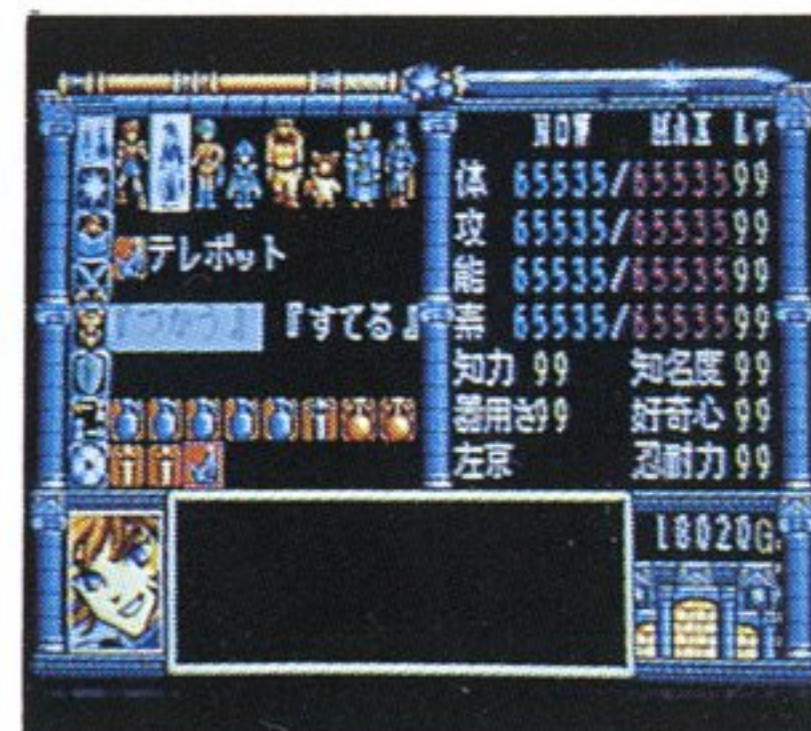 NOW MAX Lv
体 65535/65535 99
攻 65535/65535 99
能 65535/65535 99
素 65535/65535 99
知力 99 知名度 99
器用さ99 好奇心 99
左京 忍耐力 99
テレポット
『つかう』 『すてる』
18020G